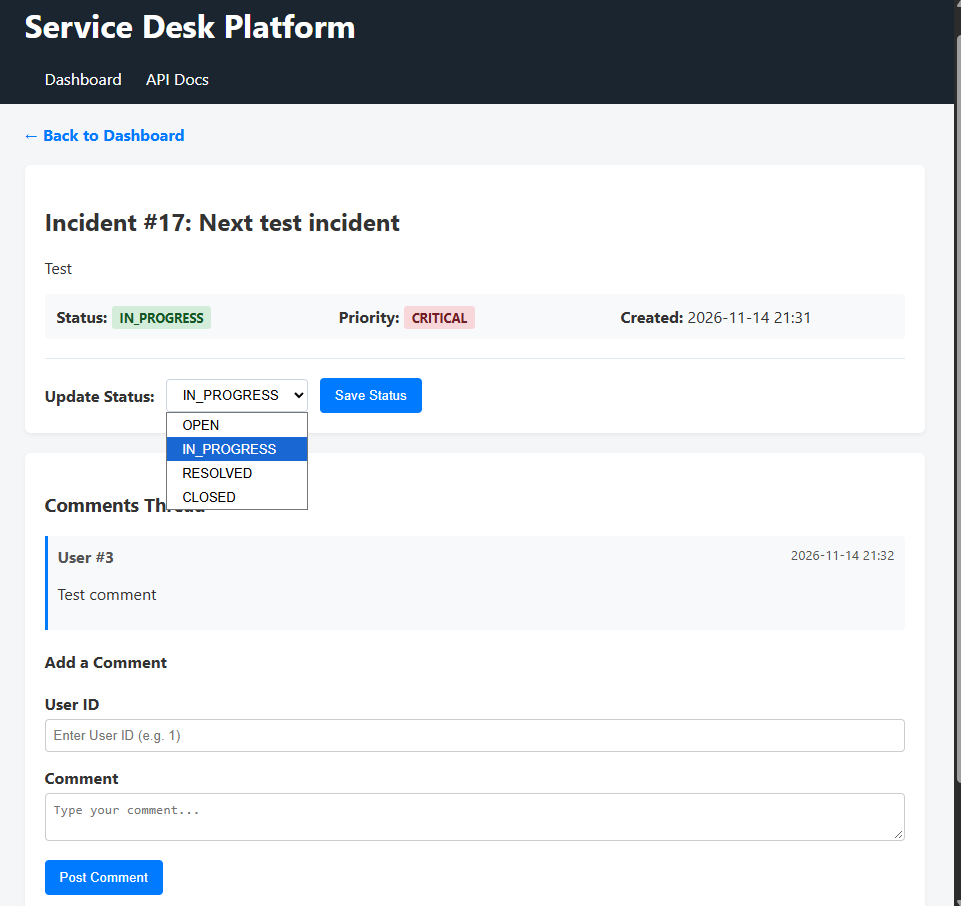 Service Desk Platform
Dashboard API Docs
← Back to Dashboard
Incident #17: Next test incident
Test
Status: IN_PROGRESS Priority: CRITICAL Created: 2026-11-14 21:31
Update Status: IN_PROGRESS Save Status
OPEN
IN_PROGRESS
RESOLVED
CLOSED
Comments Thread
User #3 2026-11-14 21:32
Test comment
Add a Comment
User ID
Enter User ID (e.g. 1)
Comment
Type your comment...
Post Comment